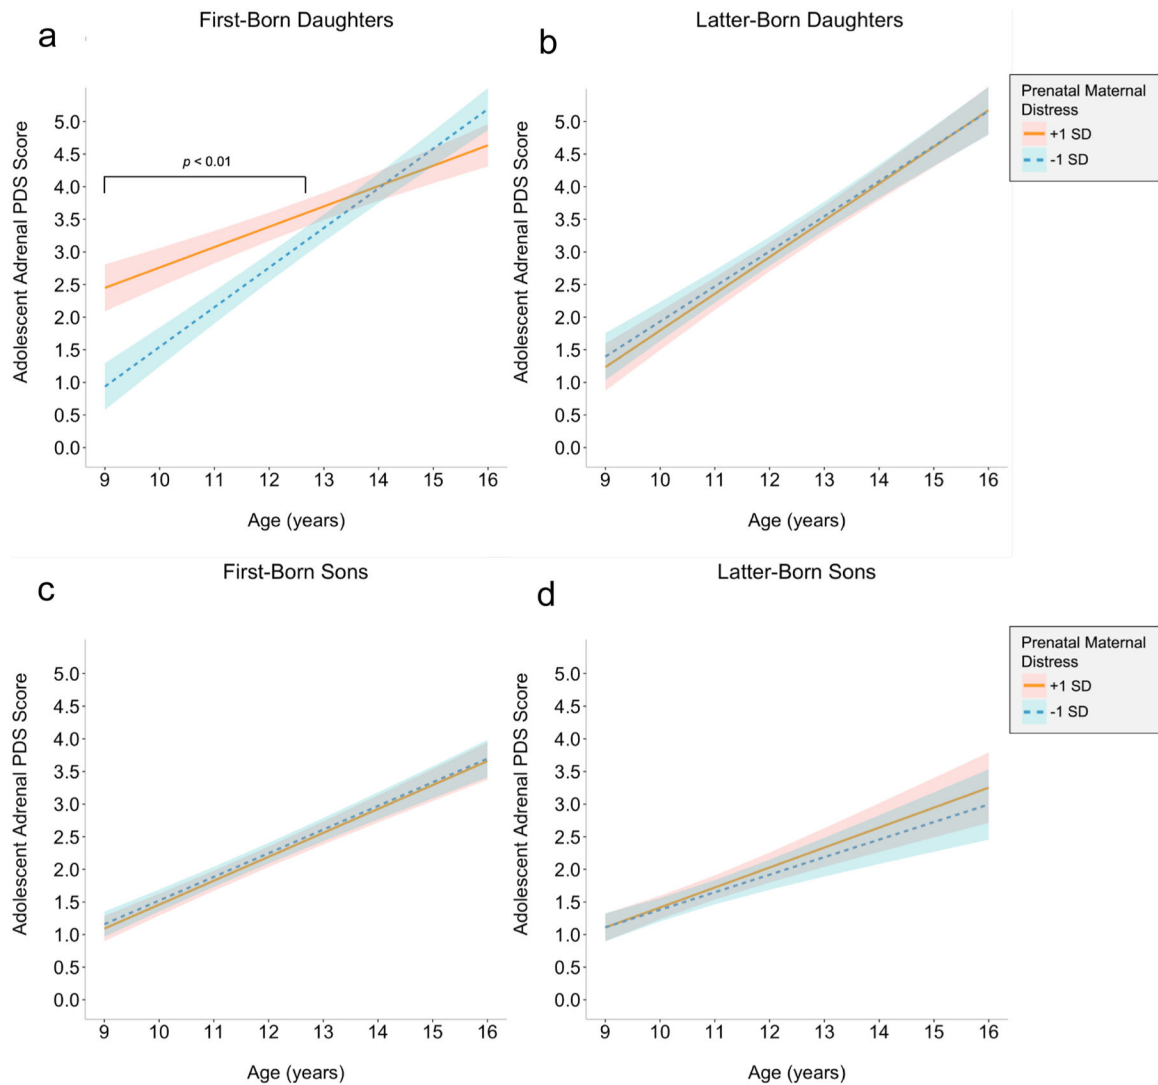 First-Born Daughters
Latter-Born Daughters
a
b
Adolescent Adrenal PDS Score
5.0
4.5
4.0
3.5
3.0
2.5
2.0
1.5
1.0
0.5
0.0
p < 0.01
9 10 11 12 13 14 15 16
Age (years)
Adolescent Adrenal PDS Score
5.0
4.5
4.0
3.5
3.0
2.5
2.0
1.5
1.0
0.5
0.0
9 10 11 12 13 14 15 16
Age (years)
Prenatal Maternal
Distress
+1 SD
-1 SD
First-Born Sons
Latter-Born Sons
c
d
Adolescent Adrenal PDS Score
5.0
4.5
4.0
3.5
3.0
2.5
2.0
1.5
1.0
0.5
0.0
9 10 11 12 13 14 15 16
Age (years)
Adolescent Adrenal PDS Score
5.0
4.5
4.0
3.5
3.0
2.5
2.0
1.5
1.0
0.5
0.0
9 10 11 12 13 14 15 16
Age (years)
Prenatal Maternal
Distress
+1 SD
-1 SD